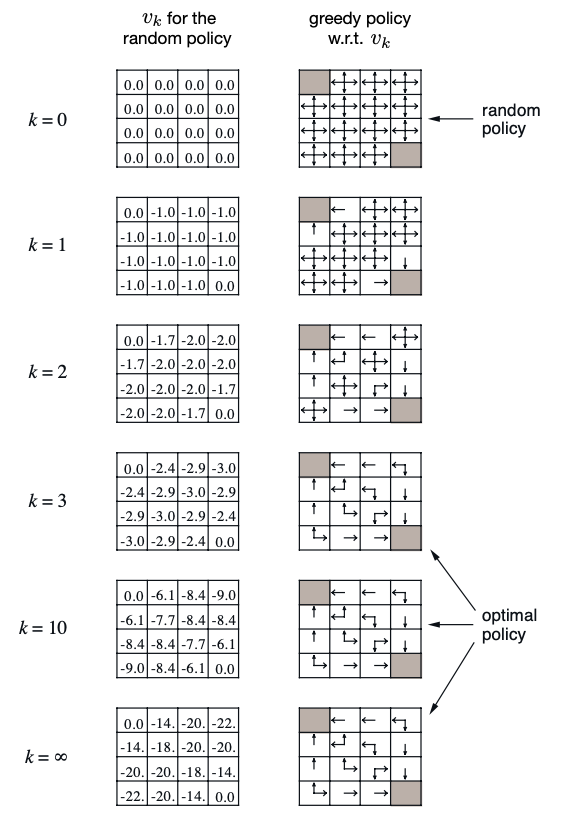 v_k for the
random policy
greedy policy
w.r.t. v_k
k = 0
0.0 0.0 0.0 0.0
0.0 0.0 0.0 0.0
0.0 0.0 0.0 0.0
0.0 0.0 0.0 0.0
random
policy
k = 1
0.0 -1.0 -1.0 -1.0
-1.0 -1.0 -1.0 -1.0
-1.0 -1.0 -1.0 -1.0
-1.0 -1.0 -1.0 0.0
k = 2
0.0 -1.7 -2.0 -2.0
-1.7 -2.0 -2.0 -2.0
-2.0 -2.0 -2.0 -1.7
-2.0 -2.0 -1.7 0.0
k = 3
0.0 -2.4 -2.9 -3.0
-2.4 -2.9 -3.0 -2.9
-2.9 -3.0 -2.9 -2.4
-3.0 -2.9 -2.4 0.0
k = 10
0.0 -6.1 -8.4 -9.0
-6.1 -7.7 -8.4 -8.4
-8.4 -8.4 -7.7 -6.1
-9.0 -8.4 -6.1 0.0
optimal
policy
k = ∞
0.0 -14. -20. -22.
-14. -18. -20. -20.
-20. -20. -18. -14.
-22. -20. -14. 0.0